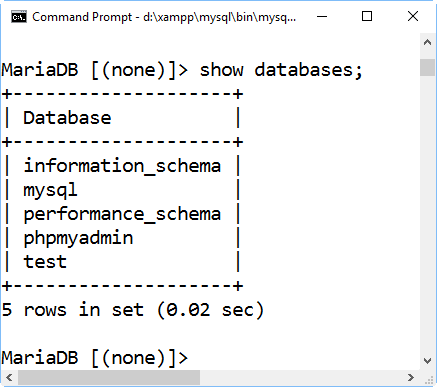 Command Prompt - d:\xampp\mysql\bin\mysq...
MariaDB [(none)]> show databases;
+--------------------+
| Database           |
+--------------------+
| information_schema |
| mysql              |
| performance_schema |
| phpmyadmin         |
| test               |
+--------------------+
5 rows in set (0.02 sec)
MariaDB [(none)]>